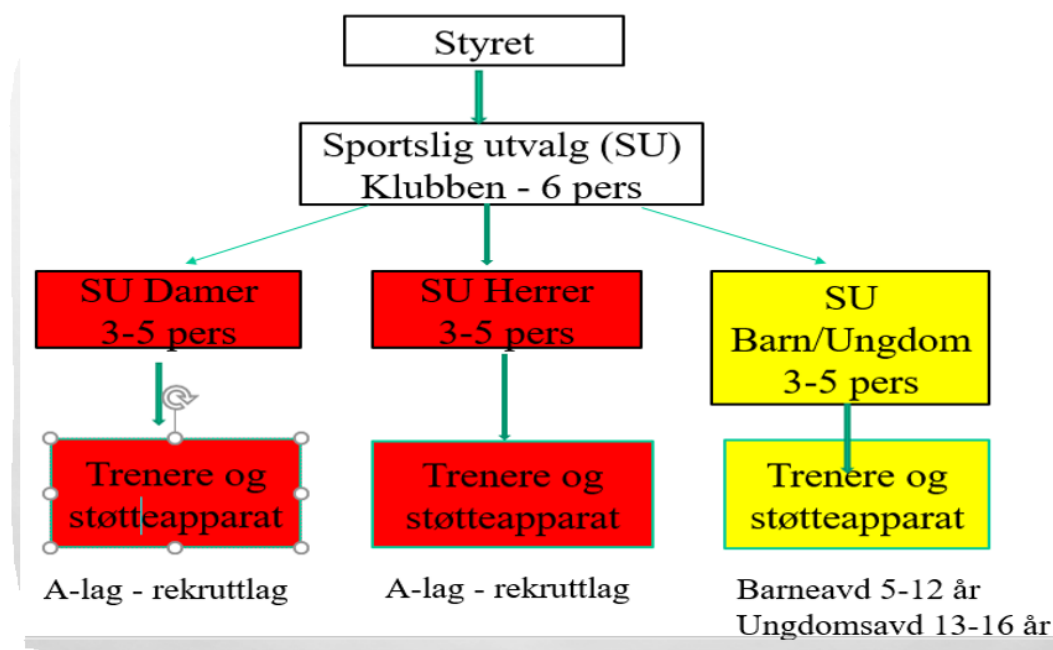 Styret
Sportslig utvalg (SU)
Klubben - 6 pers
SU Damer
3-5 pers
SU Herrer
3-5 pers
SU
Barn/Ungdom
3-5 pers
Trenere og
støtteapparat
Trenere og
støtteapparat
Trenere og
støtteapparat
A-lag - rekruttlag
A-lag - rekruttlag
Barneavd 5-12 år
Ungdomsavd 13-16 år